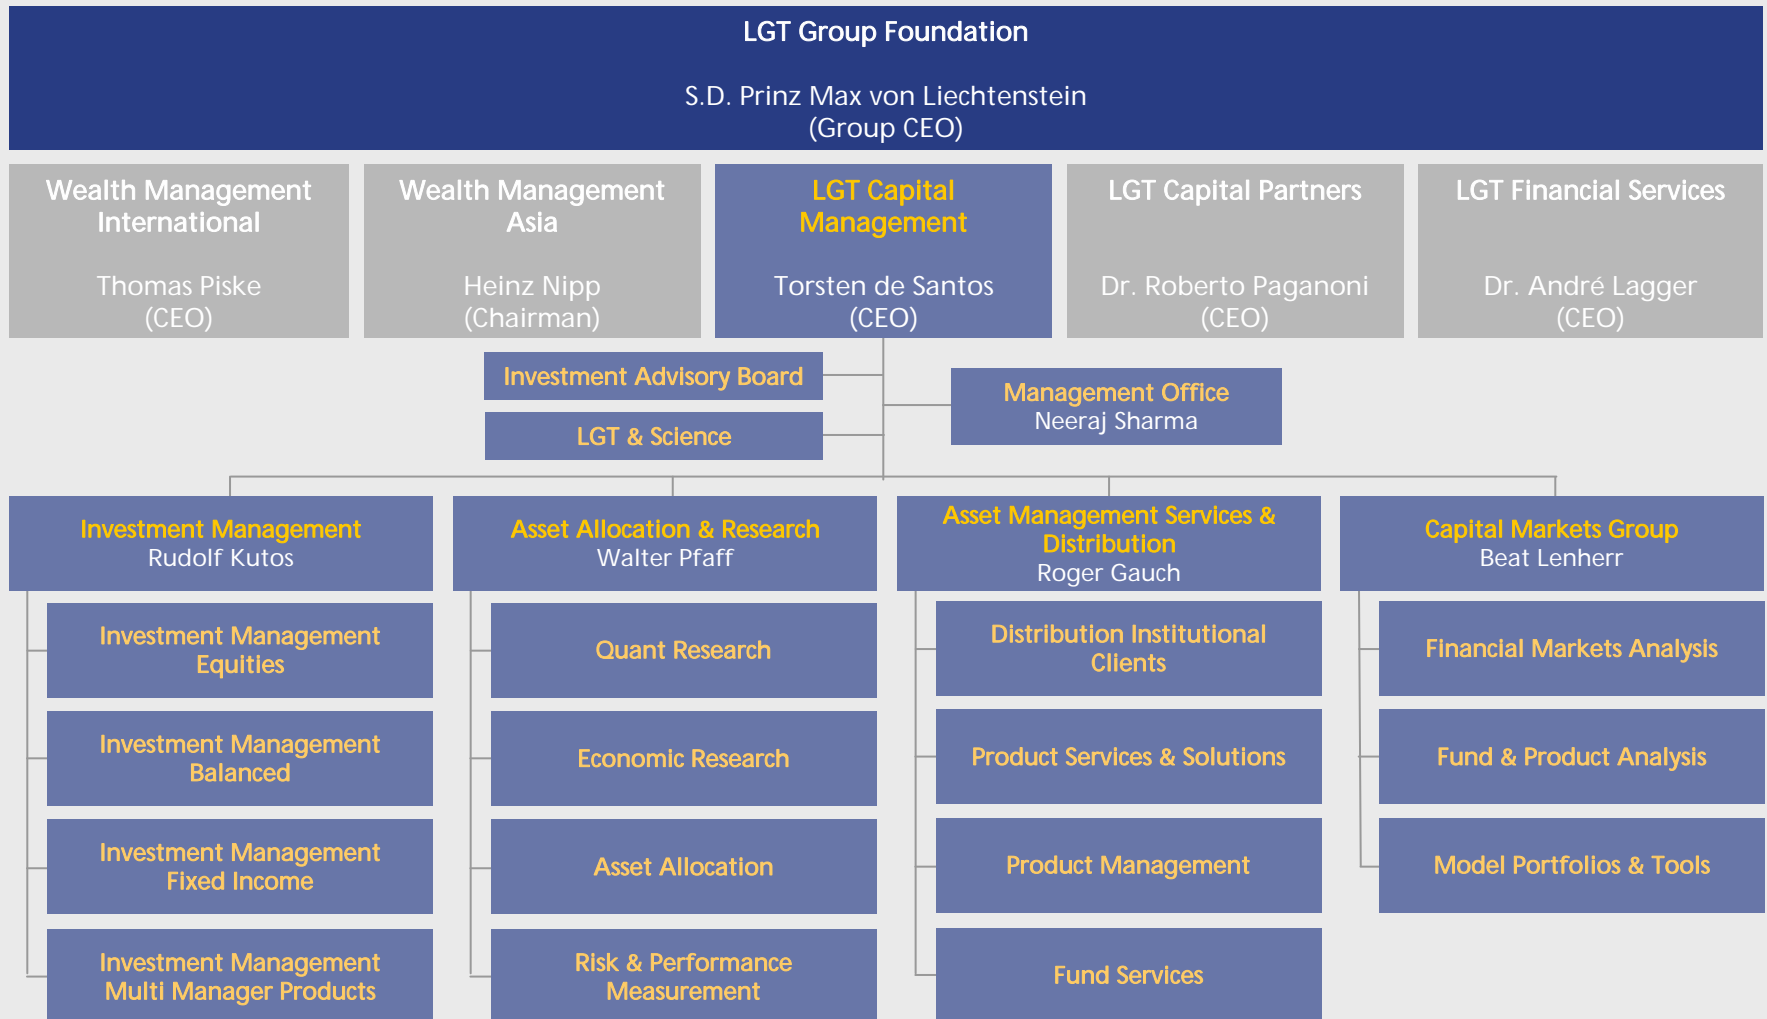 LGT Group Foundation
S.D. Prinz Max von Liechtenstein
(Group CEO)
Wealth Management
International
Thomas Piske
(CEO)
Wealth Management
Asia
Heinz Nipp
(Chairman)
LGT Capital
Management
Torsten de Santos
(CEO)
LGT Capital Partners
Dr. Roberto Paganoni
(CEO)
LGT Financial Services
Dr. André Lagger
(CEO)
Investment Advisory Board
LGT & Science
Management Office
Neeraj Sharma
Investment Management
Rudolf Kutos
Investment Management
Equities
Investment Management
Balanced
Investment Management
Fixed Income
Investment Management
Multi Manager Products
Asset Allocation & Research
Walter Pfaff
Quant Research
Economic Research
Asset Allocation
Risk & Performance
Measurement
Asset Management Services &
Distribution
Roger Gauch
Distribution Institutional
Clients
Product Services & Solutions
Product Management
Fund Services
Capital Markets Group
Beat Lenherr
Financial Markets Analysis
Fund & Product Analysis
Model Portfolios & Tools